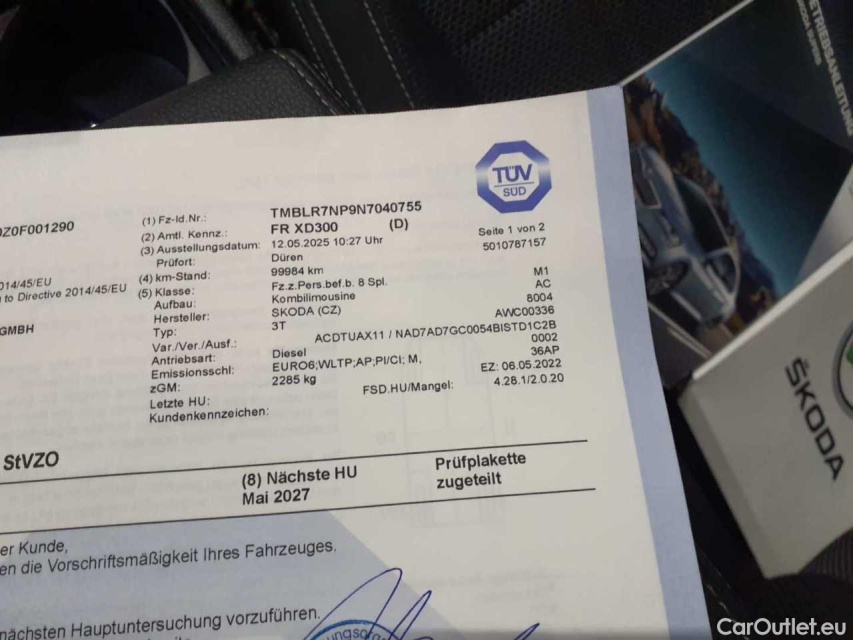 BETRIEBSANLEITUNG
TÜV
SÜD
0Z0F001290
(1) Fz-Id.Nr.: TMBLR7NP9N7040755
(2) Amtl. Kennz.: FR XD300 (D)
Seite 1 von 2
(3) Ausstellungsdatum: 12.05.2025 10:27 Uhr
5010787157
Prüfort: Düren
014/45/EU
(4) km-Stand: 99984 km
to Directive 2014/45/EU
(5) Klasse: Fz.z.Pers.bef.b. 8 Spl. M1
Aufbau: Kombilimousine AC
Hersteller: SKODA (CZ) 8004
GMBH
Typ: 3T AWC00336
Var./Ver./Ausf.: ACDTUAX11 / NAD7AD7GC0054BISTD1C2B
Antriebsart: Diesel 0002
Emissionsschl: EURO6;WLTP;AP;PI/CI; M, 36AP
zGM: 2285 kg EZ: 06.05.2022
Letzte HU: FSD.HU/Mangel: 4.28.1/2.0.20
Kundenkennzeichen:
StVZO
(8) Nächste HU
Mai 2027
Prüfplakette
zugeteilt
er Kunde,
en die Vorschriftsmäßigkeit Ihres Fahrzeuges.
nächsten Hauptuntersuchung vorzuführen.
ŠKODA
CarOutlet.eu